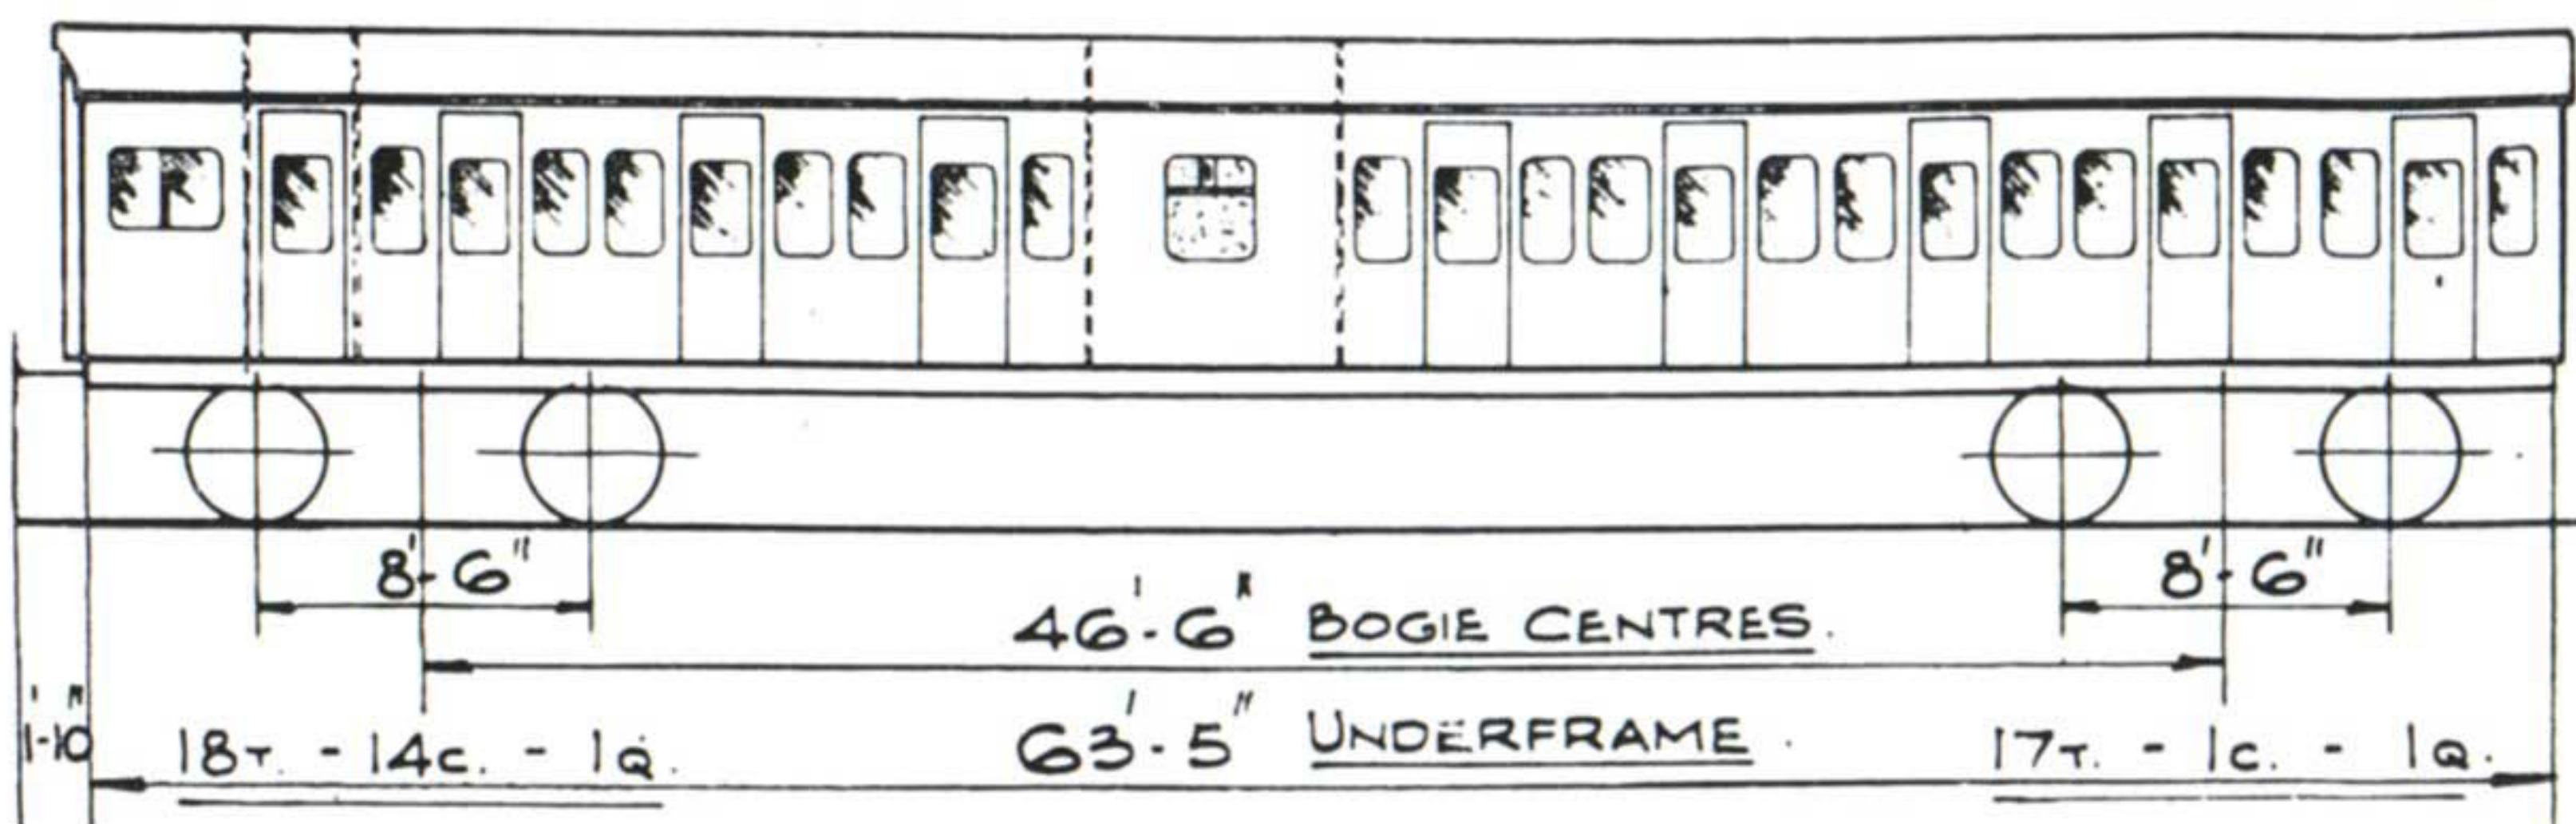 8'-6" 8'-6"
46'-6" BOGIE CENTRES.
1'-10" 18T. - 14C. - 1Q. 63'-5" UNDERFRAME. 17T. - 1C. - 1Q.